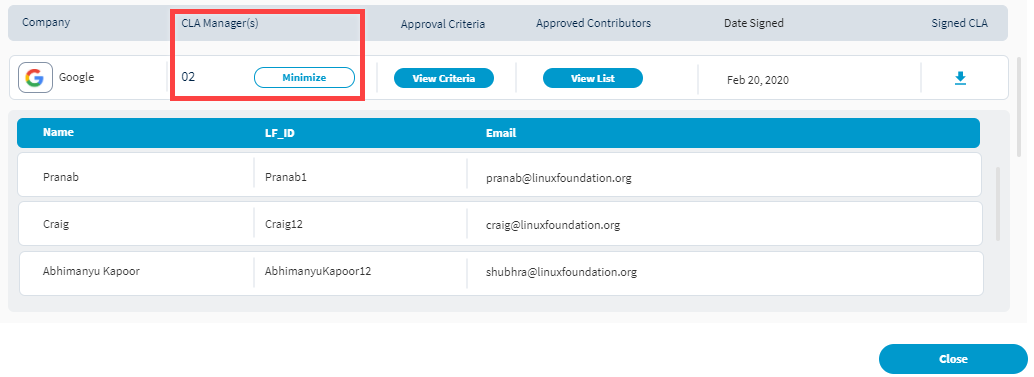 Company CLA Manager(s) Approval Criteria Approved Contributors Date Signed Signed CLA
Google 02 Minimize View Criteria View List Feb 20, 2020
Name LF_ID Email
Pranab Pranab1 pranab@linuxfoundation.org
Craig Craig12 craig@linuxfoundation.org
Abhimanyu Kapoor AbhimanyuKapoor12 shubhra@linuxfoundation.org
Close